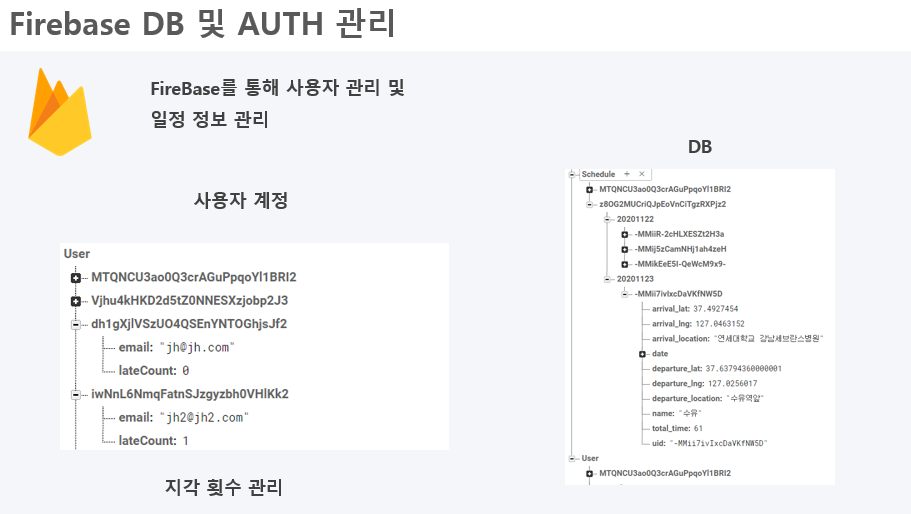 Firebase DB 및 AUTH 관리
FireBase를 통해 사용자 관리 및
일정 정보 관리
사용자 계정
User
MTQNCU3ao0Q3crAGuPpqoYl1BRI2
Vjhu4kHKD2d5tZ0NNESXzjobp2J3
dh1gXjlVSzUO4QSEnYNTOGhjsJf2
email: "jh@jh.com"
lateCount: 0
iwNnL6NmqFatnSJzgyzbh0VHlKk2
email: "jh2@jh2.com"
lateCount: 1
지각 횟수 관리
DB
Schedule + ×
MTQNCU3ao0Q3crAGuPpqoYl1BRI2
z8OG2MUCriQJpEoVnCiTgzRXPjz2
20201122
-MMiiR-2cHLXESZt2H3a
-MMij5zCamNHj1ah4zeH
-MMikEeE5I-QeWcM9x9-
20201123
-MMii7ivIxcDaVKfNW5D
arrival_lat: 37.4927454
arrival_lng: 127.0463152
arrival_location: "연세대학교 강남세브란스병원"
date
departure_lat: 37.63794360000001
departure_lng: 127.0256017
departure_location: "수유역앞"
name: "수유"
total_time: 61
uid: "-MMii7ivIxcDaVKfNW5D"
User
MTQNCU3ao0Q3crAGuPpqoYl1BRI2